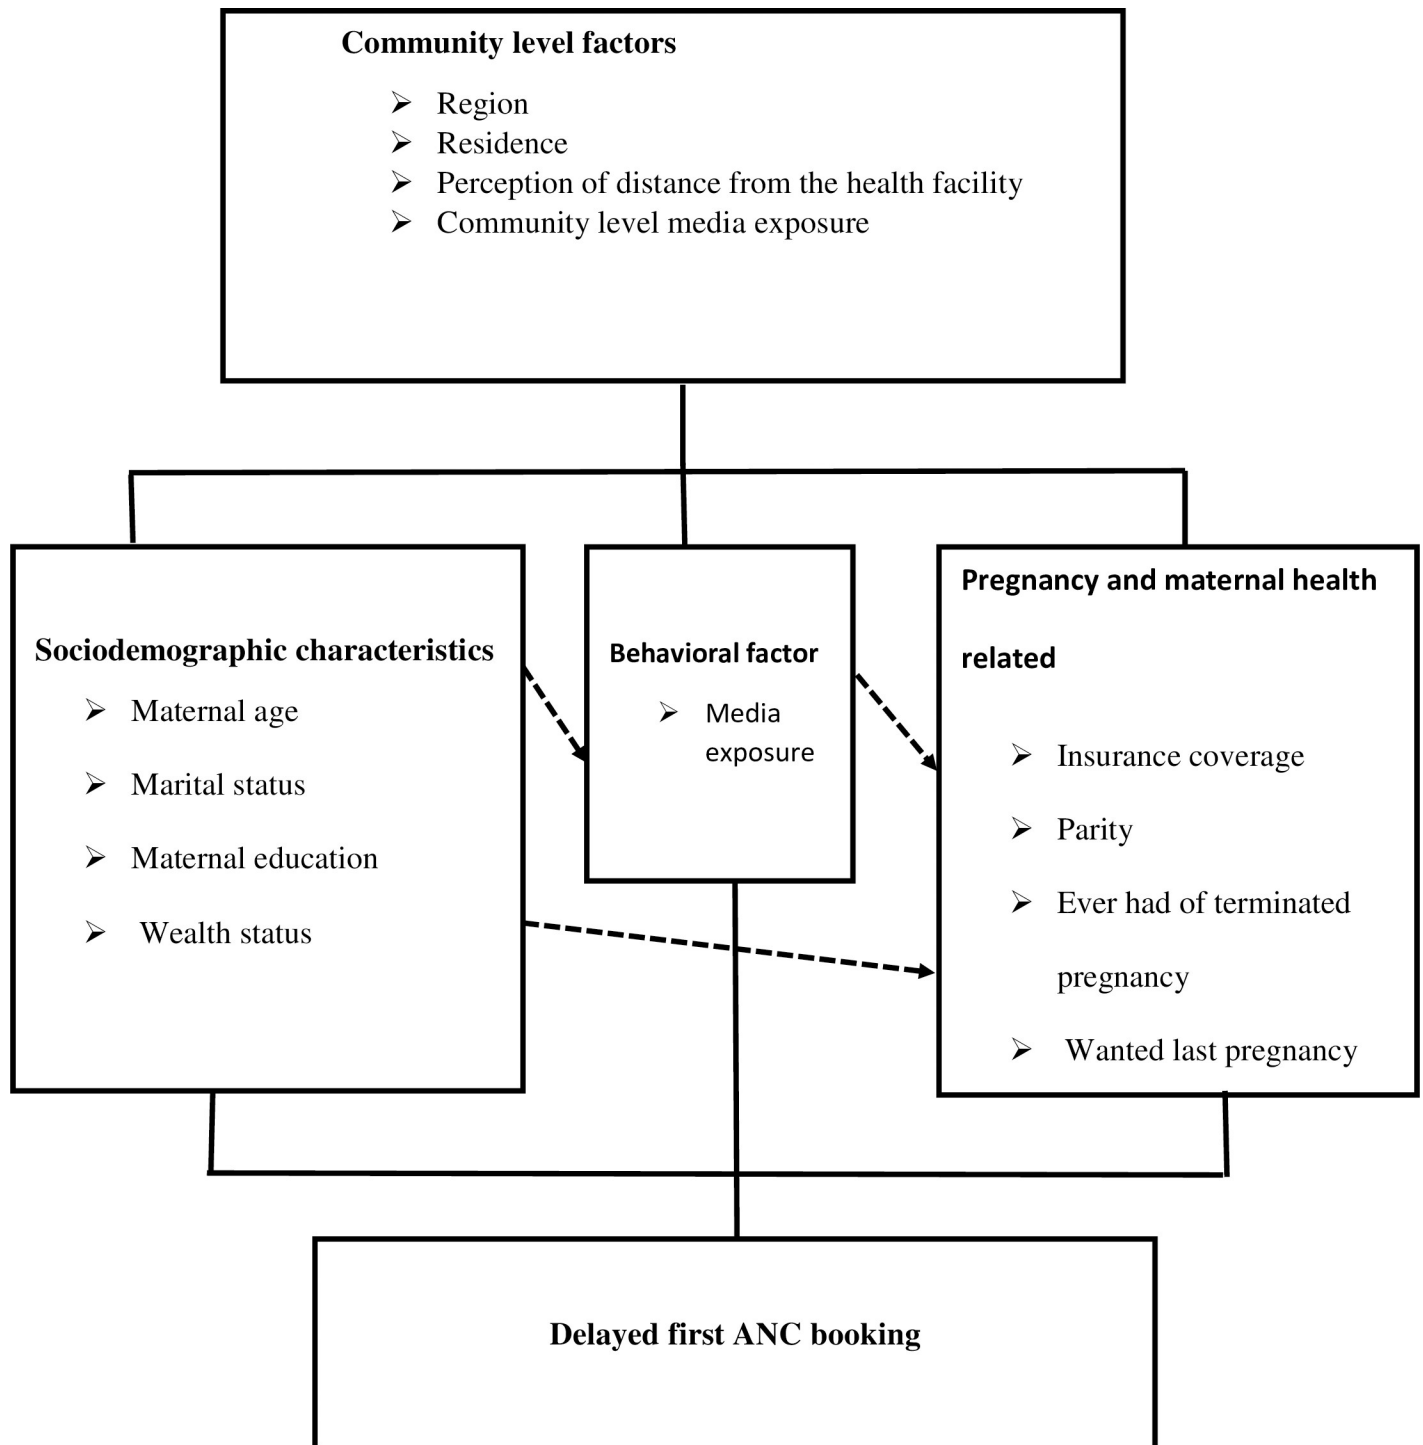 Community level factors
➢ Region
➢ Residence
➢ Perception of distance from the health facility
➢ Community level media exposure
Sociodemographic characteristics
➢ Maternal age
➢ Marital status
➢ Maternal education
➢ Wealth status
Behavioral factor
➢ Media
exposure
Pregnancy and maternal health
related
➢ Insurance coverage
➢ Parity
➢ Ever had of terminated
pregnancy
➢ Wanted last pregnancy
Delayed first ANC booking